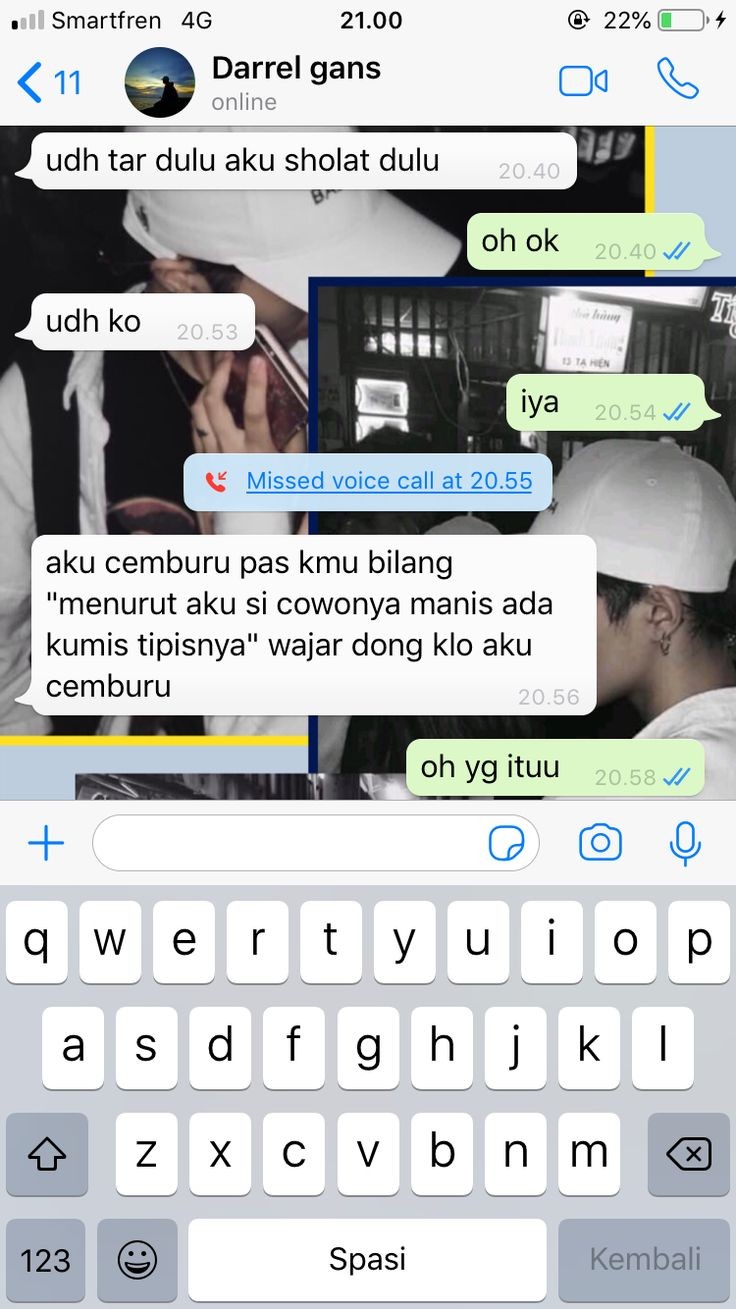 Smartfren 4G 21.00 22%
11 Darrel gans
online
udh tar dulu aku sholat dulu 20.40
oh ok 20.40
udh ko 20.53
13 TẠ HIỆN
iya 20.54
Missed voice call at 20.55
aku cemburu pas kmu bilang
"menurut aku si cowonya manis ada
kumis tipisnya" wajar dong klo aku
cemburu 20.56
oh yg ituu 20.58
q w e r t y u i o p
a s d f g h j k l
z x c v b n m
123 Spasi Kembali